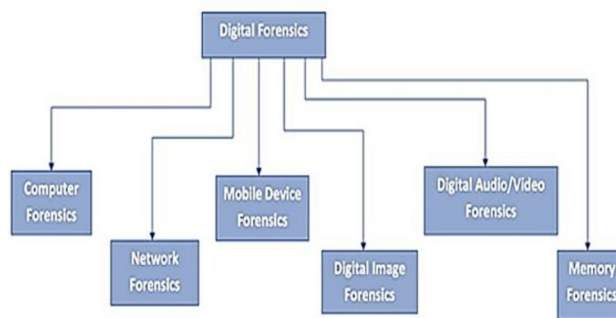 Digital Forensics
Computer
Forensics
Network
Forensics
Mobile Device
Forensics
Digital Image
Forensics
Digital Audio/Video
Forensics
Memory
Forensics